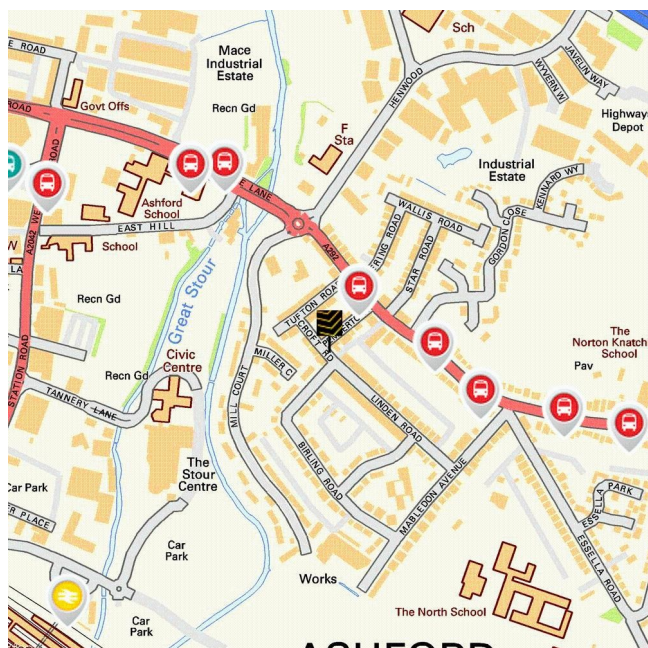 Mace
Industrial
Estate
Sch
E ROAD
JAVELIN WAY
WYVERN W
HENWOOD
Govt Offs
Recn Gd
Highways
Depot
ROAD
F
Sta
Industrial
Estate
KENNARD WY
E LANE
WALLIS ROAD
Ashford
School
GORDON CLOSE
EAST HILL
School
A2042
A292
STAR ROAD
Great Stour
Recn Gd
TUFTON ROAD
CROFT RD
The
Norton Knatch
School
Pav
STATION ROAD
Civic
Centre
Recn Gd
MILLER C
TANNERY LANE
MILL COURT
LINDEN ROAD
The
Stour
Centre
BIRLING ROAD
MABLEDON AVENUE
Car Park
ESSELLA PARK
ER PLACE
ESSELLA ROAD
Car
Park
Works
The North School
Car
Park
ASHFORD